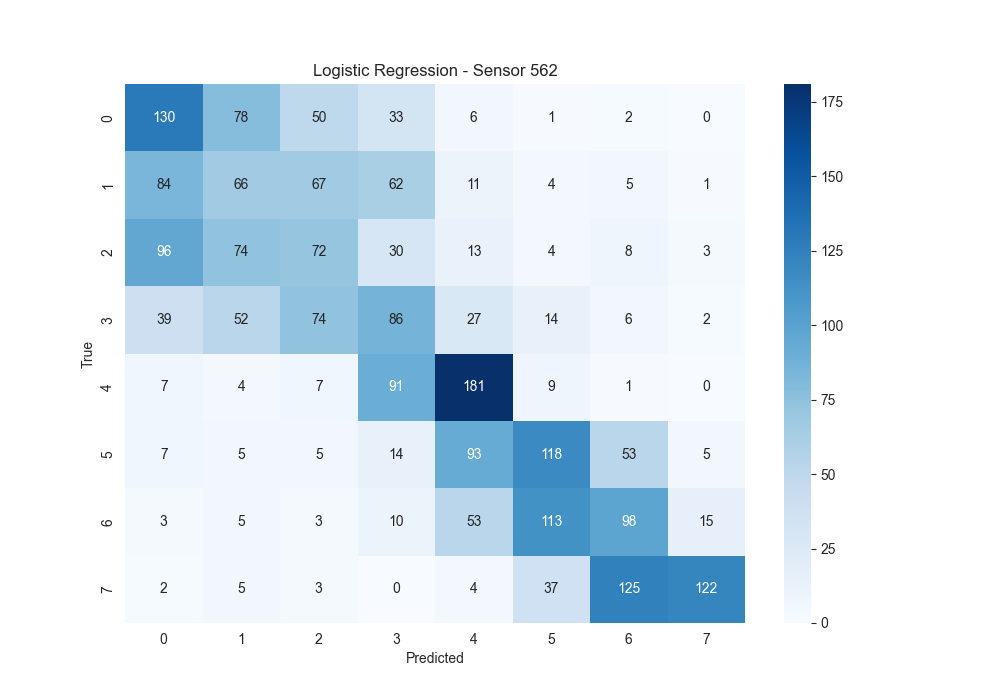 Logistic Regression - Sensor 562
0 130 78 50 33 6 1 2 0
1 84 66 67 62 11 4 5 1
2 96 74 72 30 13 4 8 3
3 39 52 74 86 27 14 6 2
4 7 4 7 91 181 9 1 0
5 7 5 5 14 93 118 53 5
6 3 5 3 10 53 113 98 15
7 2 5 3 0 4 37 125 122
0 1 2 3 4 5 6 7
Predicted
True
175
150
125
100
75
50
25
0